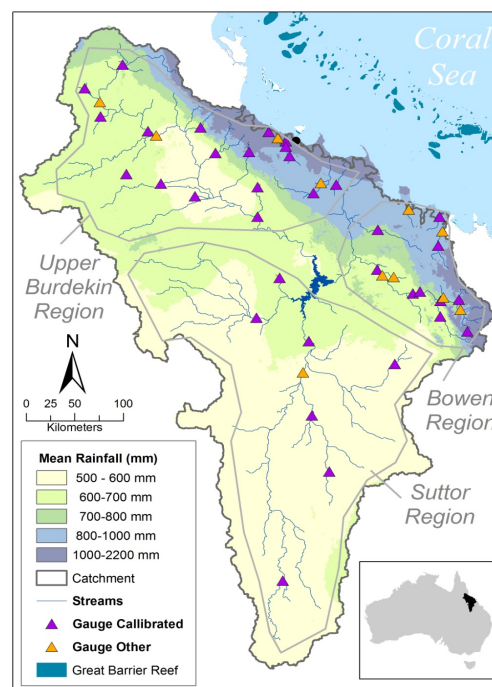 Coral
Sea
Upper
Burdekin
Region
N
0 50 100
Kilometers
Bowen
Region
Suttor
Region
Mean Rainfall (mm)
500 - 600 mm
600-700 mm
700-800 mm
800-1000 mm
1000-2200 mm
Catchment
Streams
Gauge Callibrated
Gauge Other
Great Barrier Reef